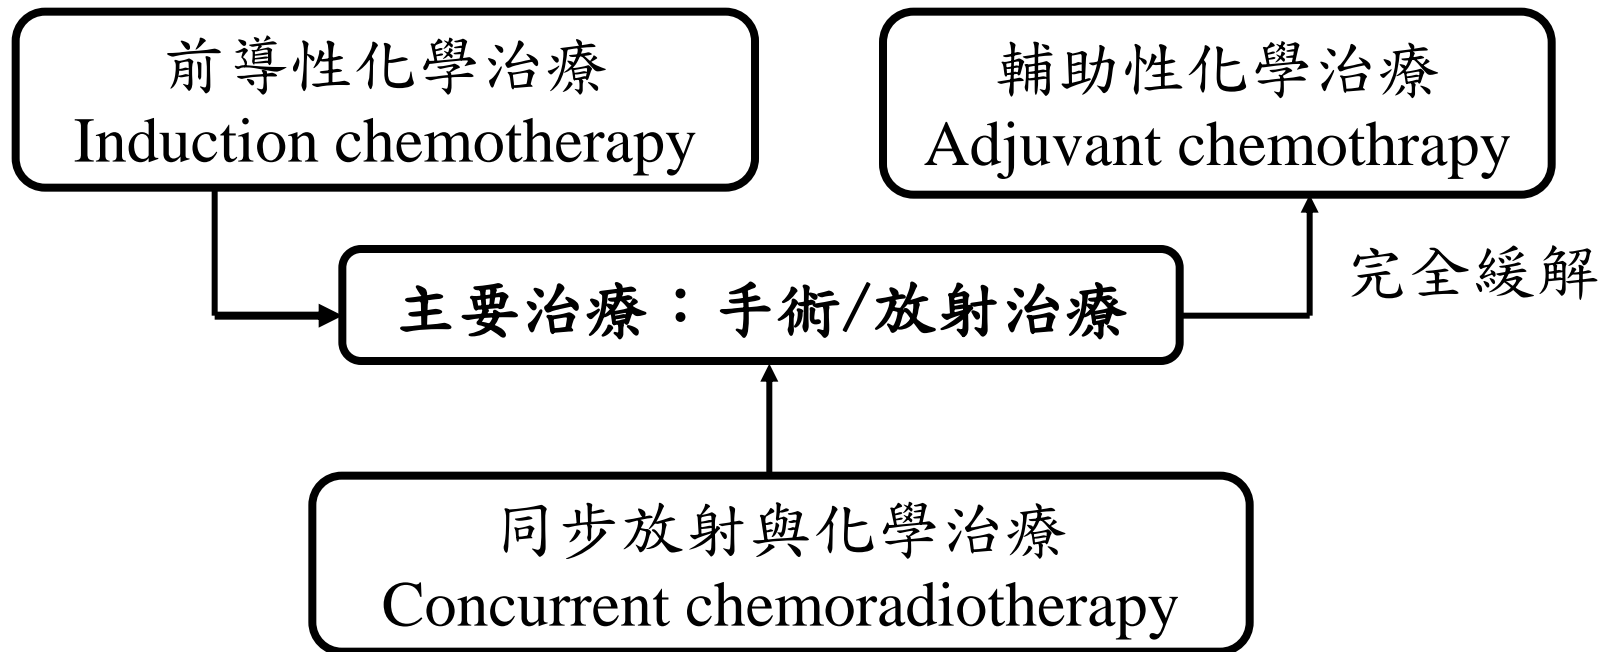 前導性化學治療
Induction chemotherapy
輔助性化學治療
Adjuvant chemothrapy
完全緩解
主要治療：手術/放射治療
同步放射與化學治療
Concurrent chemoradiotherapy